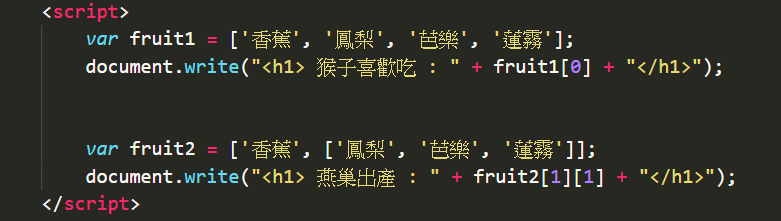 <script>
var fruit1 = ['香蕉', '鳳梨', '芭樂', '蓮霧'];
document.write("<h1> 猴子喜歡吃 : " + fruit1[0] + "</h1>");
var fruit2 = ['香蕉', ['鳳梨', '芭樂', '蓮霧']];
document.write("<h1> 燕巢出產 : " + fruit2[1][1] + "</h1>");
</script>